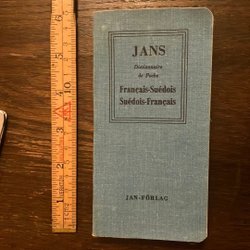 JANS
Dictionnaire
de Poche
Français-Suédois
Suédois-Français
JAN-FÖRLAG